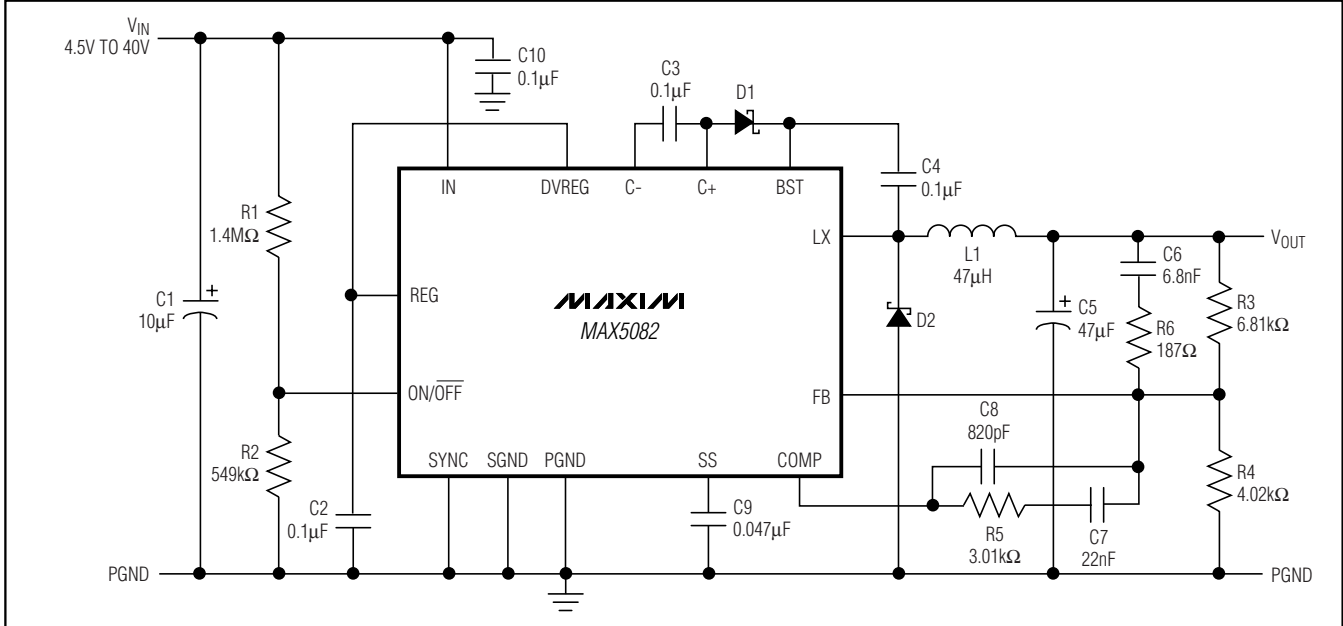 VIN
4.5V TO 40V
C10
0.1µF
C3
0.1µF
D1
C4
0.1µF
IN
DVREG
C-
C+
BST
R1
1.4MΩ
LX
VOUT
L1
47µH
C6
6.8nF
REG
MAXIM
MAX5082
C1
+
10µF
D2
+
C5
47µF
R6
187Ω
R3
6.81kΩ
ON/OFF
FB
C8
820pF
R2
549kΩ
SYNC
SGND
PGND
SS
COMP
R4
4.02kΩ
C2
0.1µF
C9
0.047µF
R5
3.01kΩ
C7
22nF
PGND
PGND